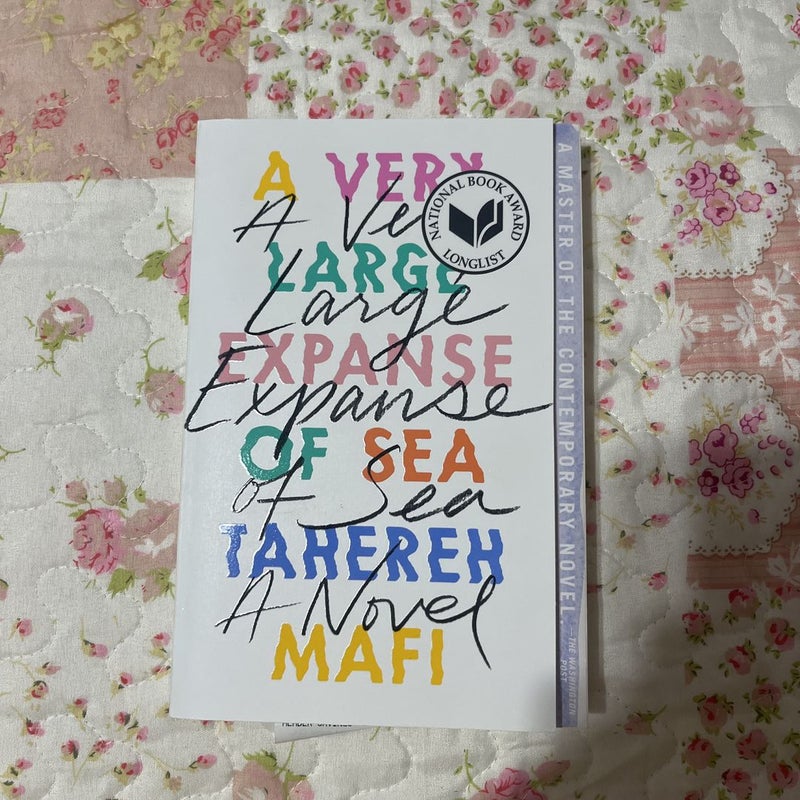 A VERY
A Ve
LARGE
Large
EXPANSE
Expanse
OF SEA
of Sea
TAHEREH
A Novel
MAFI
NATIONAL BOOK AWARD
LONGLIST
A MASTER OF THE CONTEMPORARY NOVEL.
—THE WASHINGTON
POST